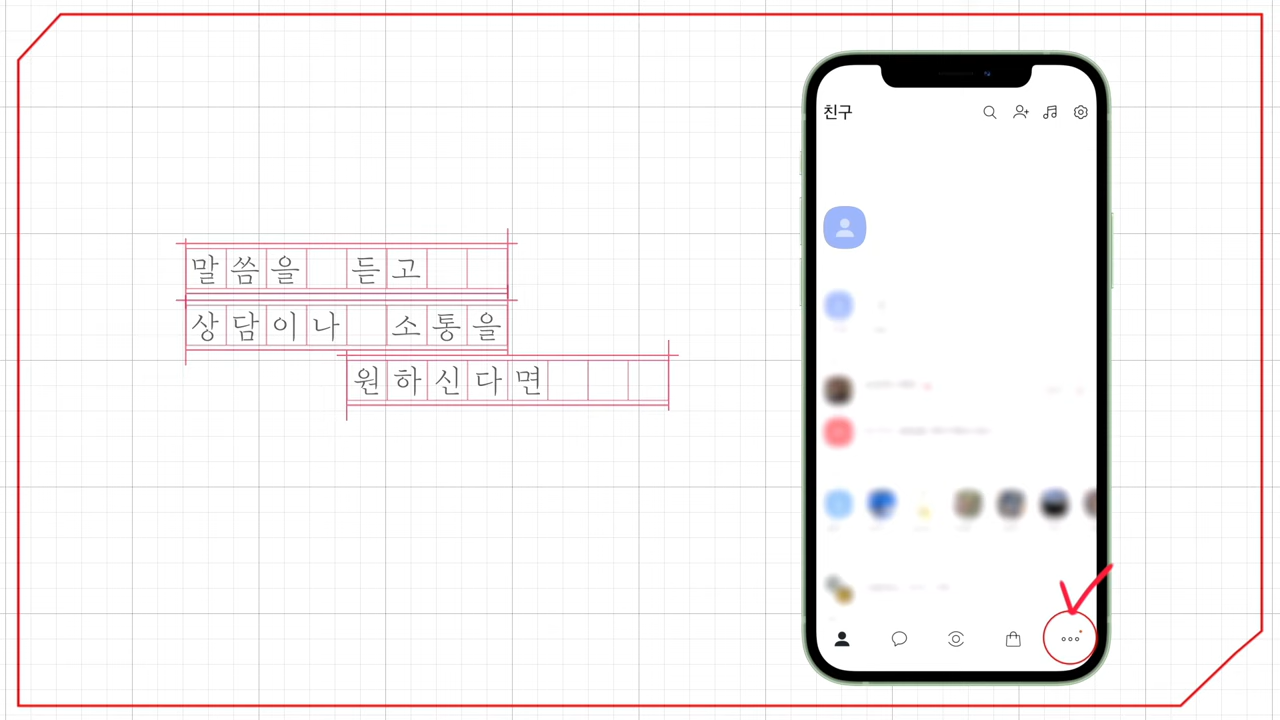 친구
말씀을 듣고
상담이나 소통을
원하신다면